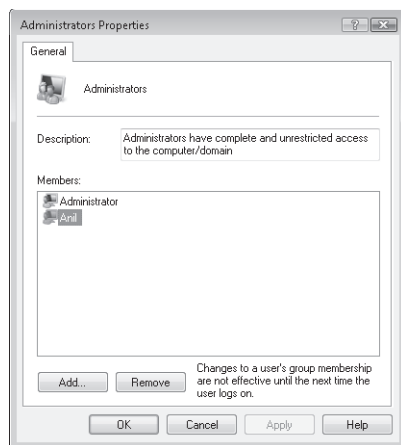 Administrators Properties
General
Administrators
Description:
Administrators have complete and unrestricted access
to the computer/domain
Members:
Administrator
Anil
Add...
Remove
Changes to a user's group membership
are not effective until the next time the
user logs on.
OK
Cancel
Apply
Help